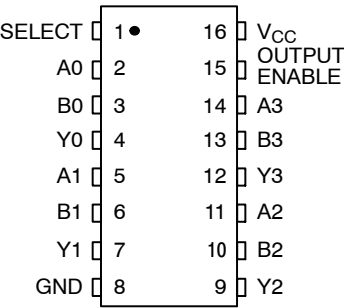 SELECT 1 16 VCC
A0 2 15 OUTPUT ENABLE
B0 3 14 A3
Y0 4 13 B3
A1 5 12 Y3
B1 6 11 A2
Y1 7 10 B2
GND 8 9 Y2